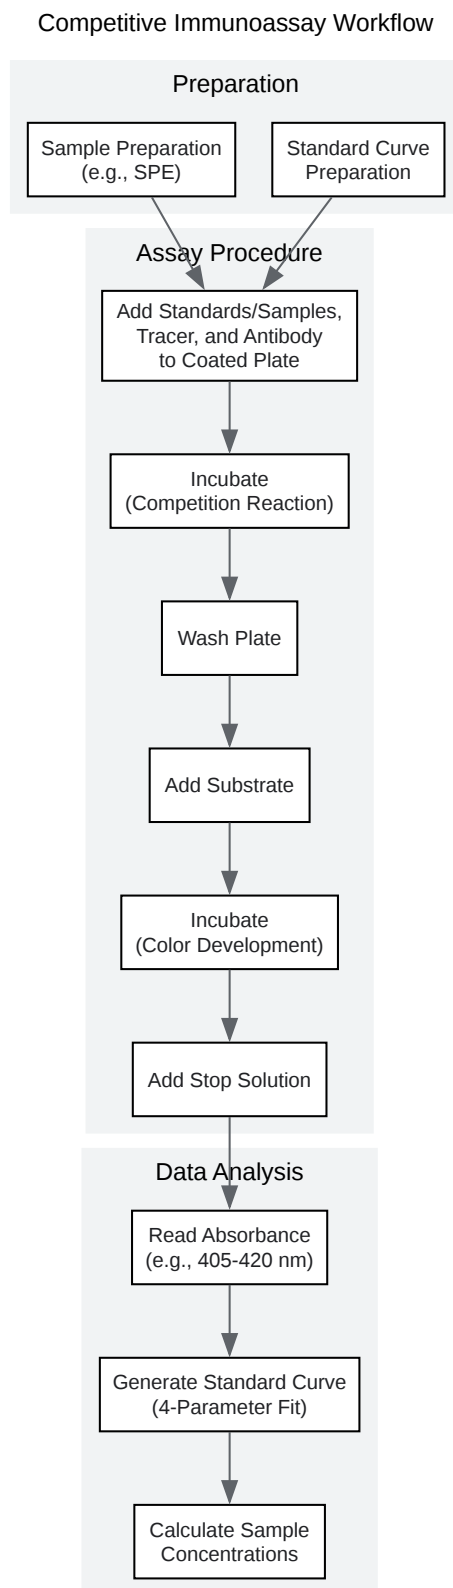 Competitive Immunoassay Workflow
Preparation
Sample Preparation
(e.g., SPE)
Standard Curve
Preparation
Assay Procedure
Add Standards/Samples,
Tracer, and Antibody
to Coated Plate
Incubate
(Competition Reaction)
Wash Plate
Add Substrate
Incubate
(Color Development)
Add Stop Solution
Data Analysis
Read Absorbance
(e.g., 405-420 nm)
Generate Standard Curve
(4-Parameter Fit)
Calculate Sample
Concentrations